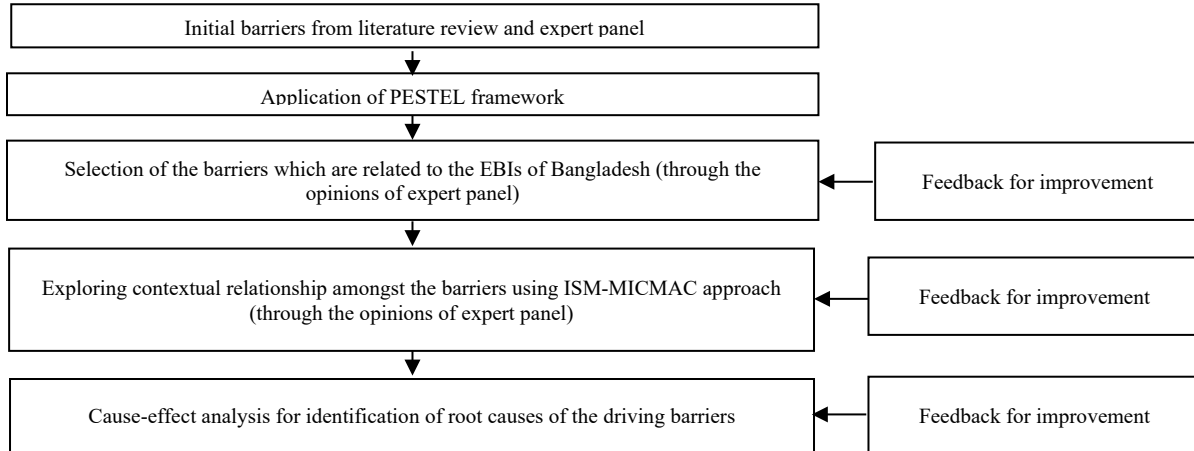 Initial barriers from literature review and expert panel
Application of PESTEL framework
Selection of the barriers which are related to the EBIs of Bangladesh (through the
opinions of expert panel)
Feedback for improvement
Exploring contextual relationship amongst the barriers using ISM-MICMAC approach
(through the opinions of expert panel)
Feedback for improvement
Cause-effect analysis for identification of root causes of the driving barriers
Feedback for improvement